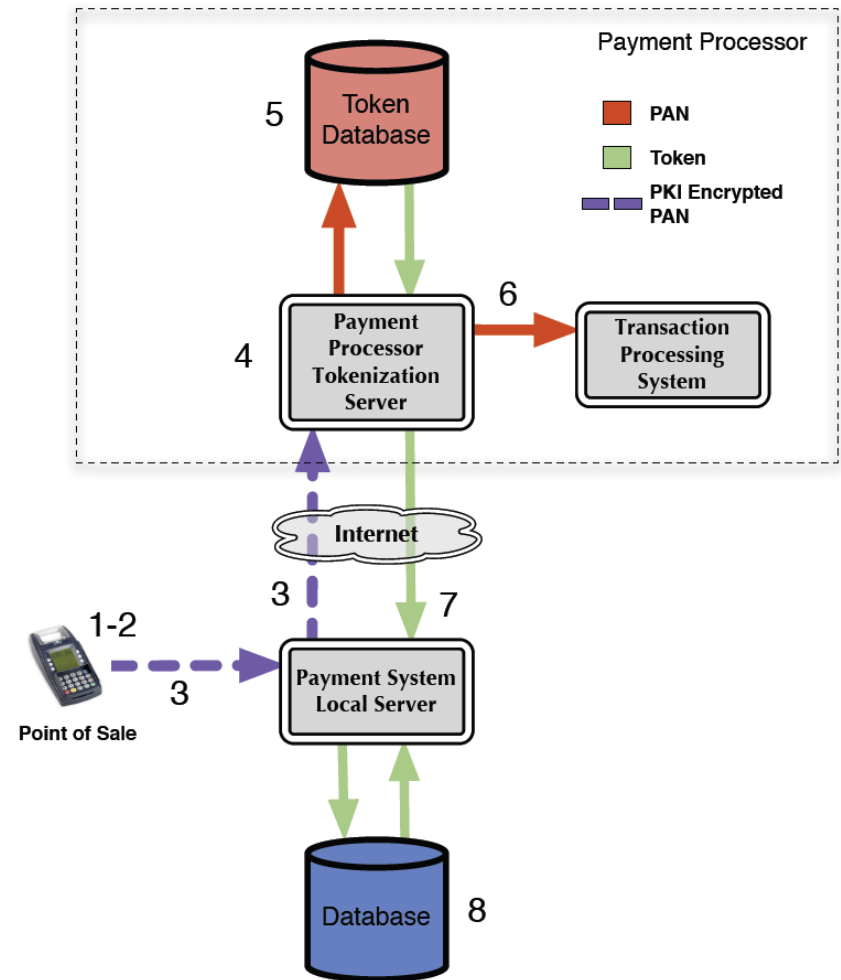 Payment Processor
PAN
Token
PKI Encrypted
PAN
5
Token
Database
6
4
Payment
Processor
Tokenization
Server
Transaction
Processing
System
Internet
3
7
1-2
3
Point of Sale
Payment System
Local Server
Database
8